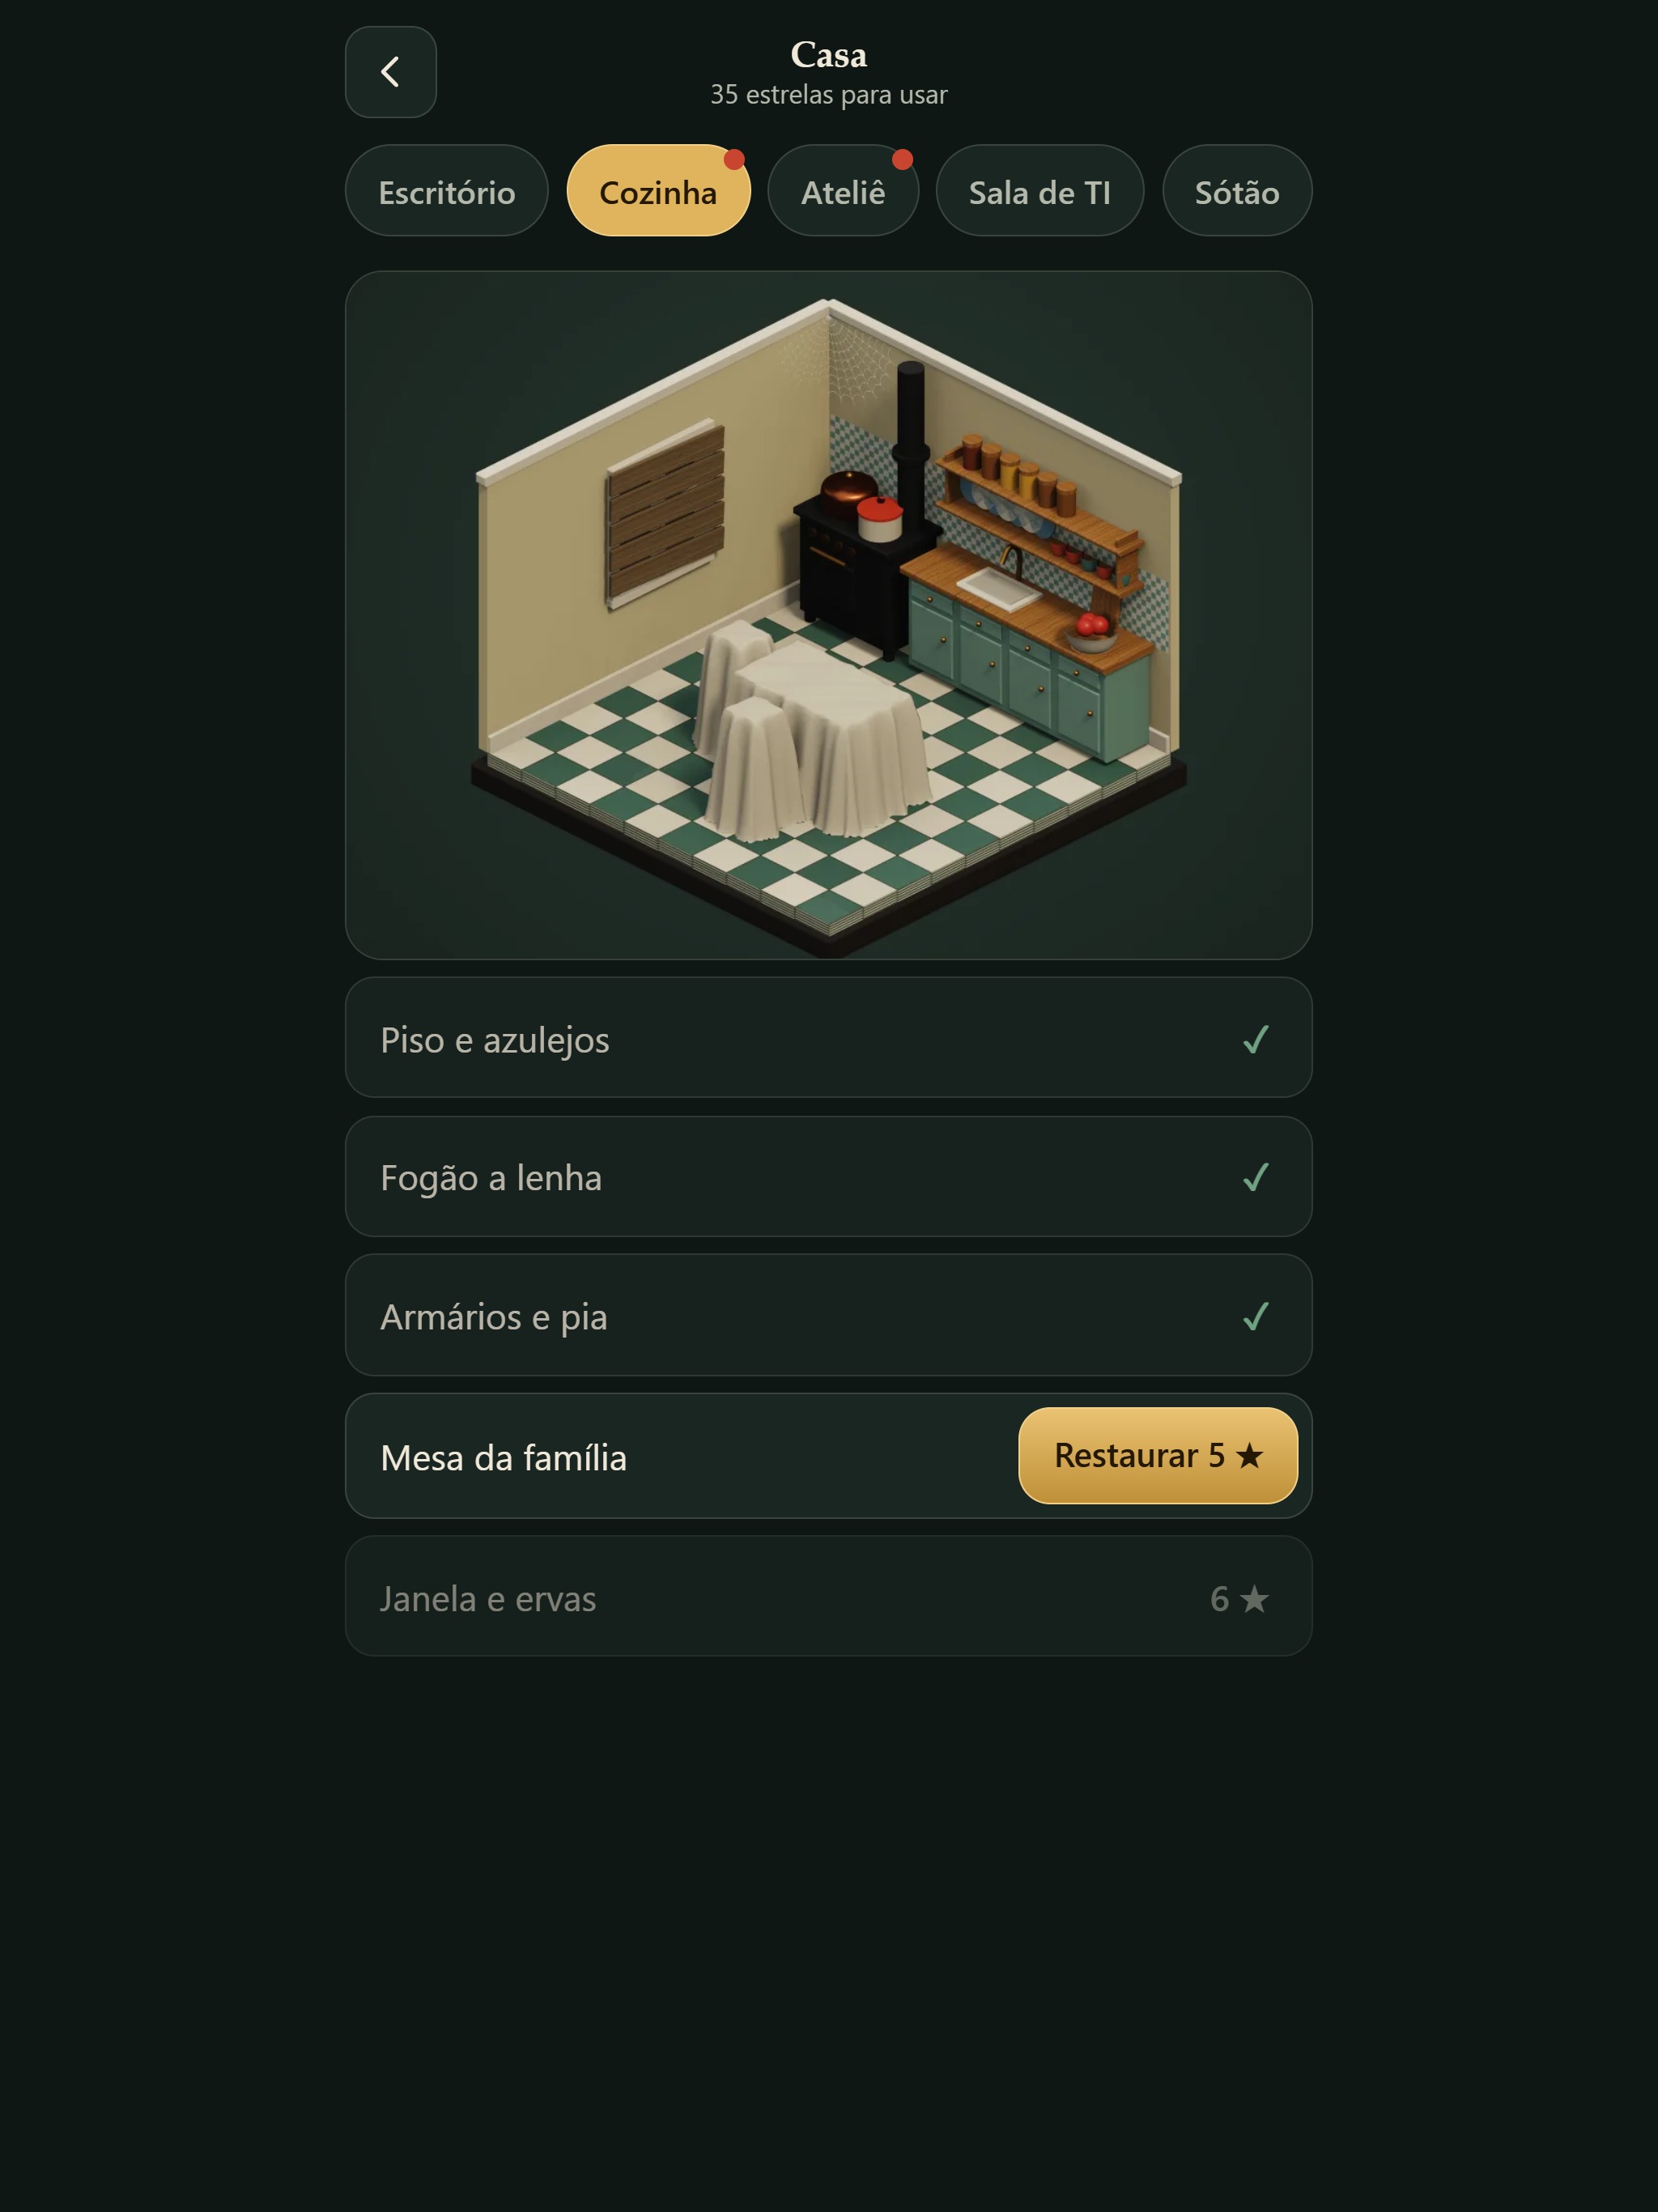 Casa
35 estrelas para usar
Escritório
Cozinha
Ateliê
Sala de TI
Sótão
Piso e azulejos
✓
Fogão a lenha
✓
Armários e pia
✓
Mesa da família
Restaurar 5 ★
Janela e ervas
6 ★